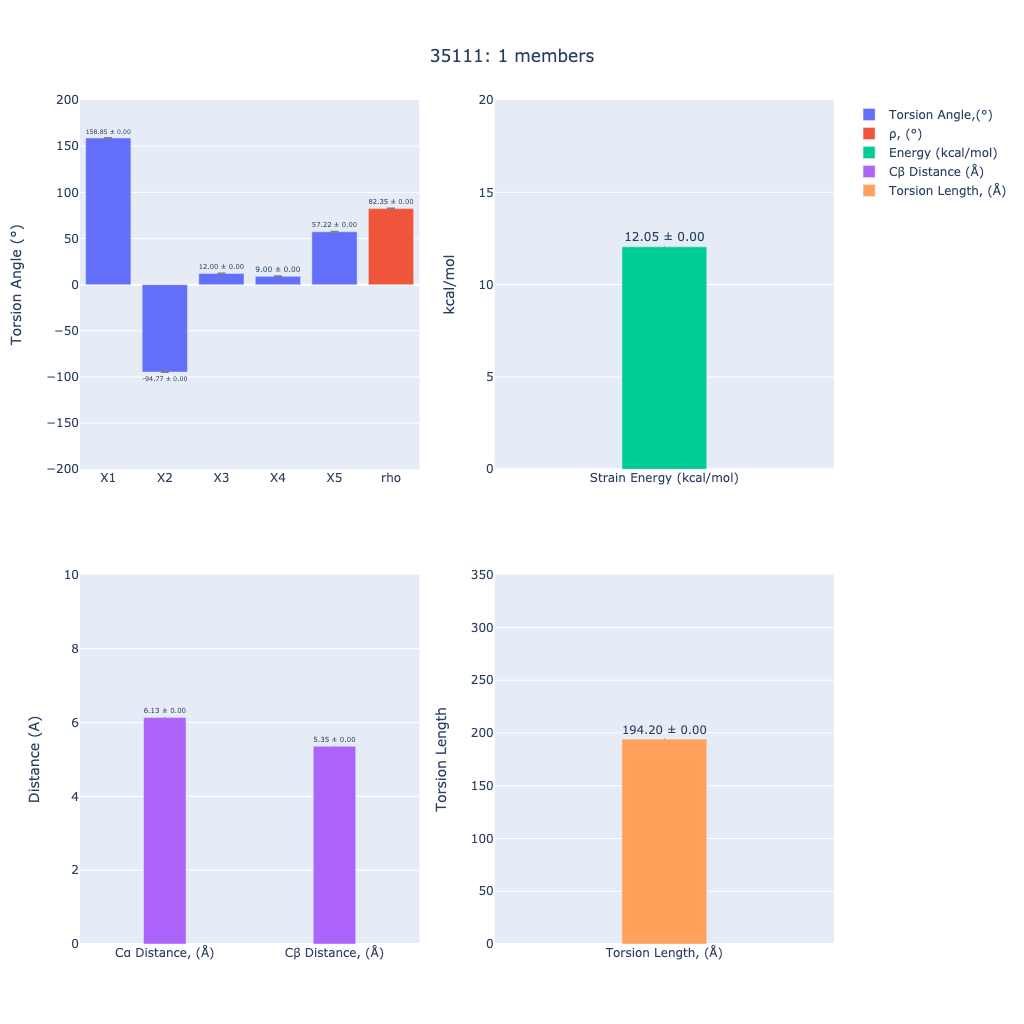 35111: 1 members
200
150
100
50
0
−50
−100
−150
−200
Torsion Angle (°)
158.85 ± 0.00
-94.77 ± 0.00
12.00 ± 0.00
9.00 ± 0.00
57.22 ± 0.00
82.35 ± 0.00
X1
X2
X3
X4
X5
rho
20
15
10
5
0
kcal/mol
12.05 ± 0.00
Strain Energy (kcal/mol)
Torsion Angle,(°)
ρ, (°)
Energy (kcal/mol)
Cβ Distance (Å)
Torsion Length, (Å)
10
8
6
4
2
0
Distance (A)
6.13 ± 0.00
5.35 ± 0.00
Cα Distance, (Å)
Cβ Distance, (Å)
350
300
250
200
150
100
50
0
Torsion Length
194.20 ± 0.00
Torsion Length, (Å)